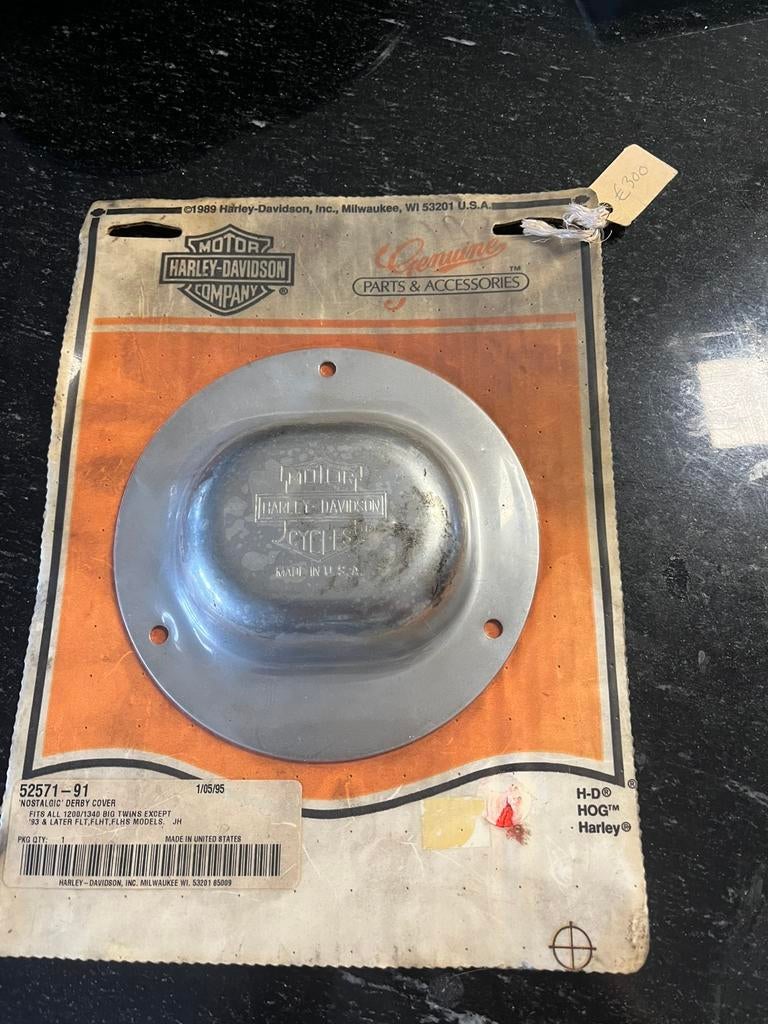 ©1989 Harley-Davidson, Inc., Milwaukee, WI 53201 U.S.A.
€300
MOTOR
HARLEY-DAVIDSON
COMPANY ®
Genuine
PARTS & ACCESSORIES™
MOTOR
HARLEY-DAVIDSON
CYCLES
MADE IN U.S.A.
52571-91 1/05/95
'NOSTALGIC' DERBY COVER
FITS ALL 1200/1340 BIG TWINS EXCEPT
'93 & LATER FLT,FLHT,FLHS MODELS. JH
PKG QTY: 1 MADE IN UNITED STATES
HARLEY-DAVIDSON, INC. MILWAUKEE WI. 53201 65009
®
H-D®
HOG™
Harley®